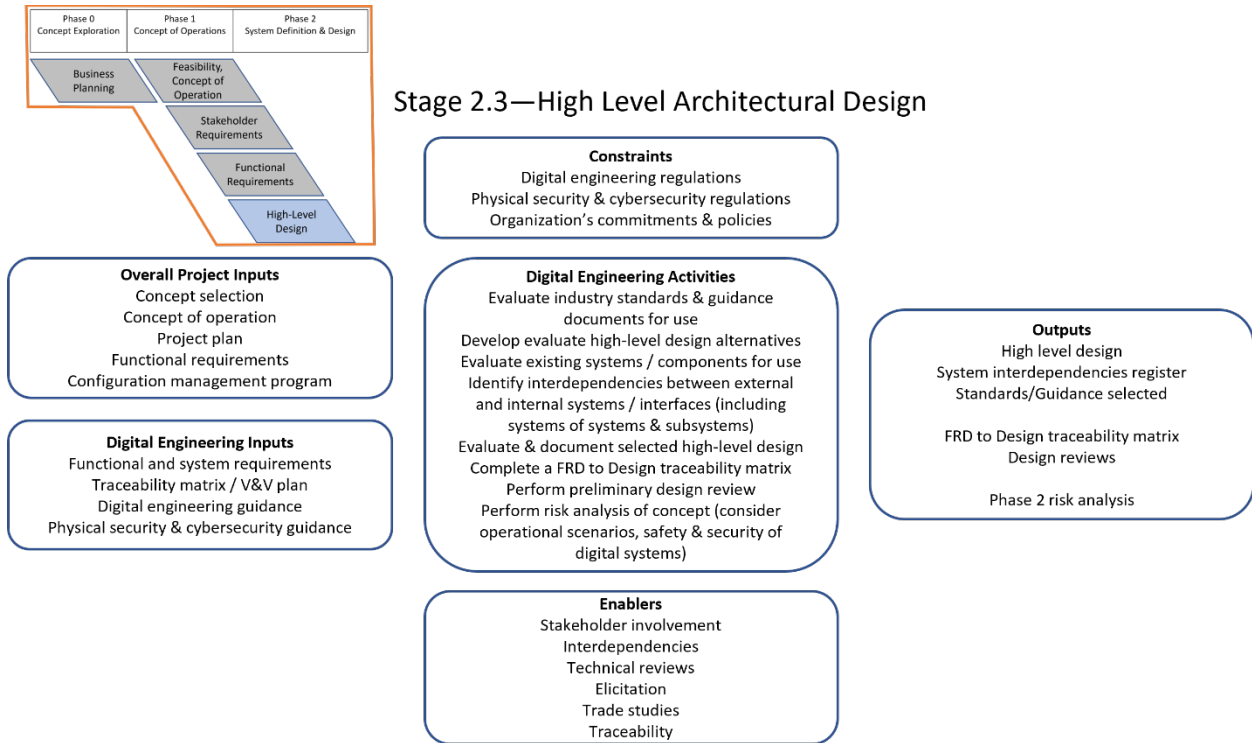 Phase 0
Concept Exploration
Phase 1
Concept of Operations
Phase 2
System Definition & Design
Business
Planning
Feasibility,
Concept of
Operation
Stakeholder
Requirements
Functional
Requirements
High-Level
Design
Stage 2.3—High Level Architectural Design
Constraints
Digital engineering regulations
Physical security & cybersecurity regulations
Organization's commitments & policies
Overall Project Inputs
Concept selection
Concept of operation
Project plan
Functional requirements
Configuration management program
Digital Engineering Inputs
Functional and system requirements
Traceability matrix / V&V plan
Digital engineering guidance
Physical security & cybersecurity guidance
Digital Engineering Activities
Evaluate industry standards & guidance
documents for use
Develop evaluate high-level design alternatives
Evaluate existing systems / components for use
Identify interdependencies between external
and internal systems / interfaces (including
systems of systems & subsystems)
Evaluate & document selected high-level design
Complete a FRD to Design traceability matrix
Perform preliminary design review
Perform risk analysis of concept (consider
operational scenarios, safety & security of
digital systems)
Outputs
High level design
System interdependencies register
Standards/Guidance selected
FRD to Design traceability matrix
Design reviews
Phase 2 risk analysis
Enablers
Stakeholder involvement
Interdependencies
Technical reviews
Elicitation
Trade studies
Traceability